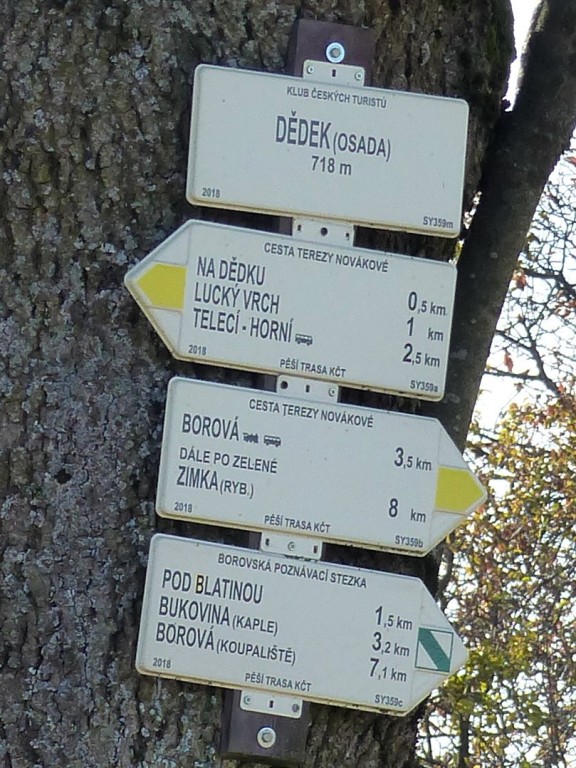 KLUB ČESKÝCH TURISTŮ
DĚDEK (OSADA)
718 m
2018 SY359m
CESTA TEREZY NOVÁKOVÉ
NA DĚDKU 0,5 km
LUCKÝ VRCH 1 km
TELECÍ - HORNÍ 2,5 km
2018 PĚŠÍ TRASA KČT SY359a
CESTA TEREZY NOVÁKOVÉ
BOROVÁ 3,5 km
DÁLE PO ZELENÉ
ZIMKA (RYB.) 8 km
2018 PĚŠÍ TRASA KČT SY359b
BOROVSKÁ POZNÁVACÍ STEZKA
POD BLATINOU 1,5 km
BUKOVINA (KAPLE) 3,2 km
BOROVÁ (KOUPALIŠTĚ) 7,1 km
2018 PĚŠÍ TRASA KČT SY359c